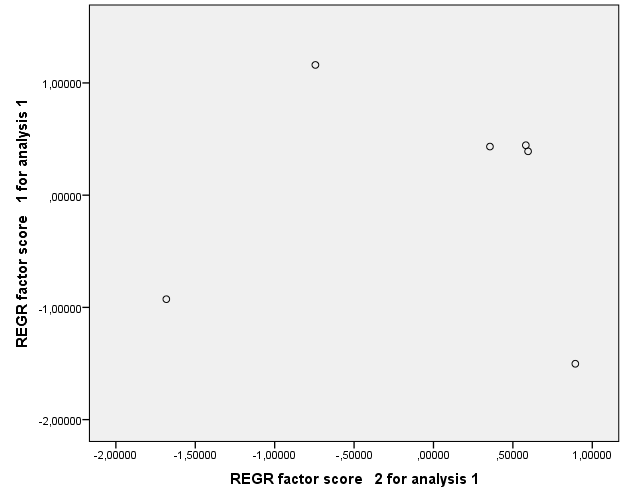 REGR factor score 1 for analysis 1
1,00000
,00000
-1,00000
-2,00000
-2,00000 -1,50000 -1,00000 -,50000 ,00000 ,50000 1,00000
REGR factor score 2 for analysis 1